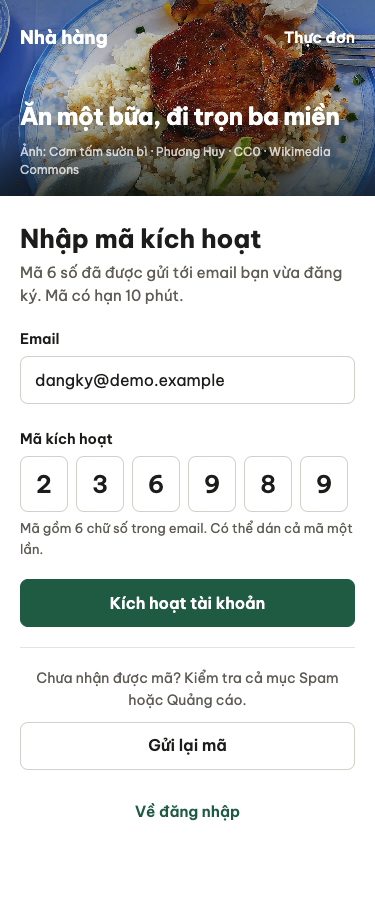 Nhà hàng
Thực đơn
Ăn một bữa, đi trọn ba miền
Ảnh: Cơm tấm sườn bì · Phương Huy · CC0 · Wikimedia
Commons
Nhập mã kích hoạt
Mã 6 số đã được gửi tới email bạn vừa đăng
ký. Mã có hạn 10 phút.
Email
dangky@demo.example
Mã kích hoạt
2 3 6 9 8 9
Mã gồm 6 chữ số trong email. Có thể dán cả mã một
lần.
Kích hoạt tài khoản
Chưa nhận được mã? Kiểm tra cả mục Spam
hoặc Quảng cáo.
Gửi lại mã
Về đăng nhập